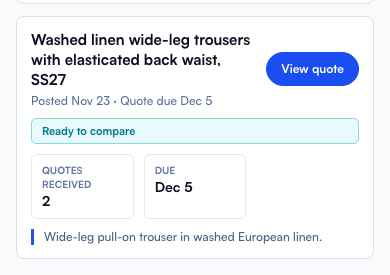 Washed linen wide-leg trousers
with elasticated back waist,
SS27
View quote
Posted Nov 23 · Quote due Dec 5
Ready to compare
QUOTES
RECEIVED
2
DUE
Dec 5
Wide-leg pull-on trouser in washed European linen.